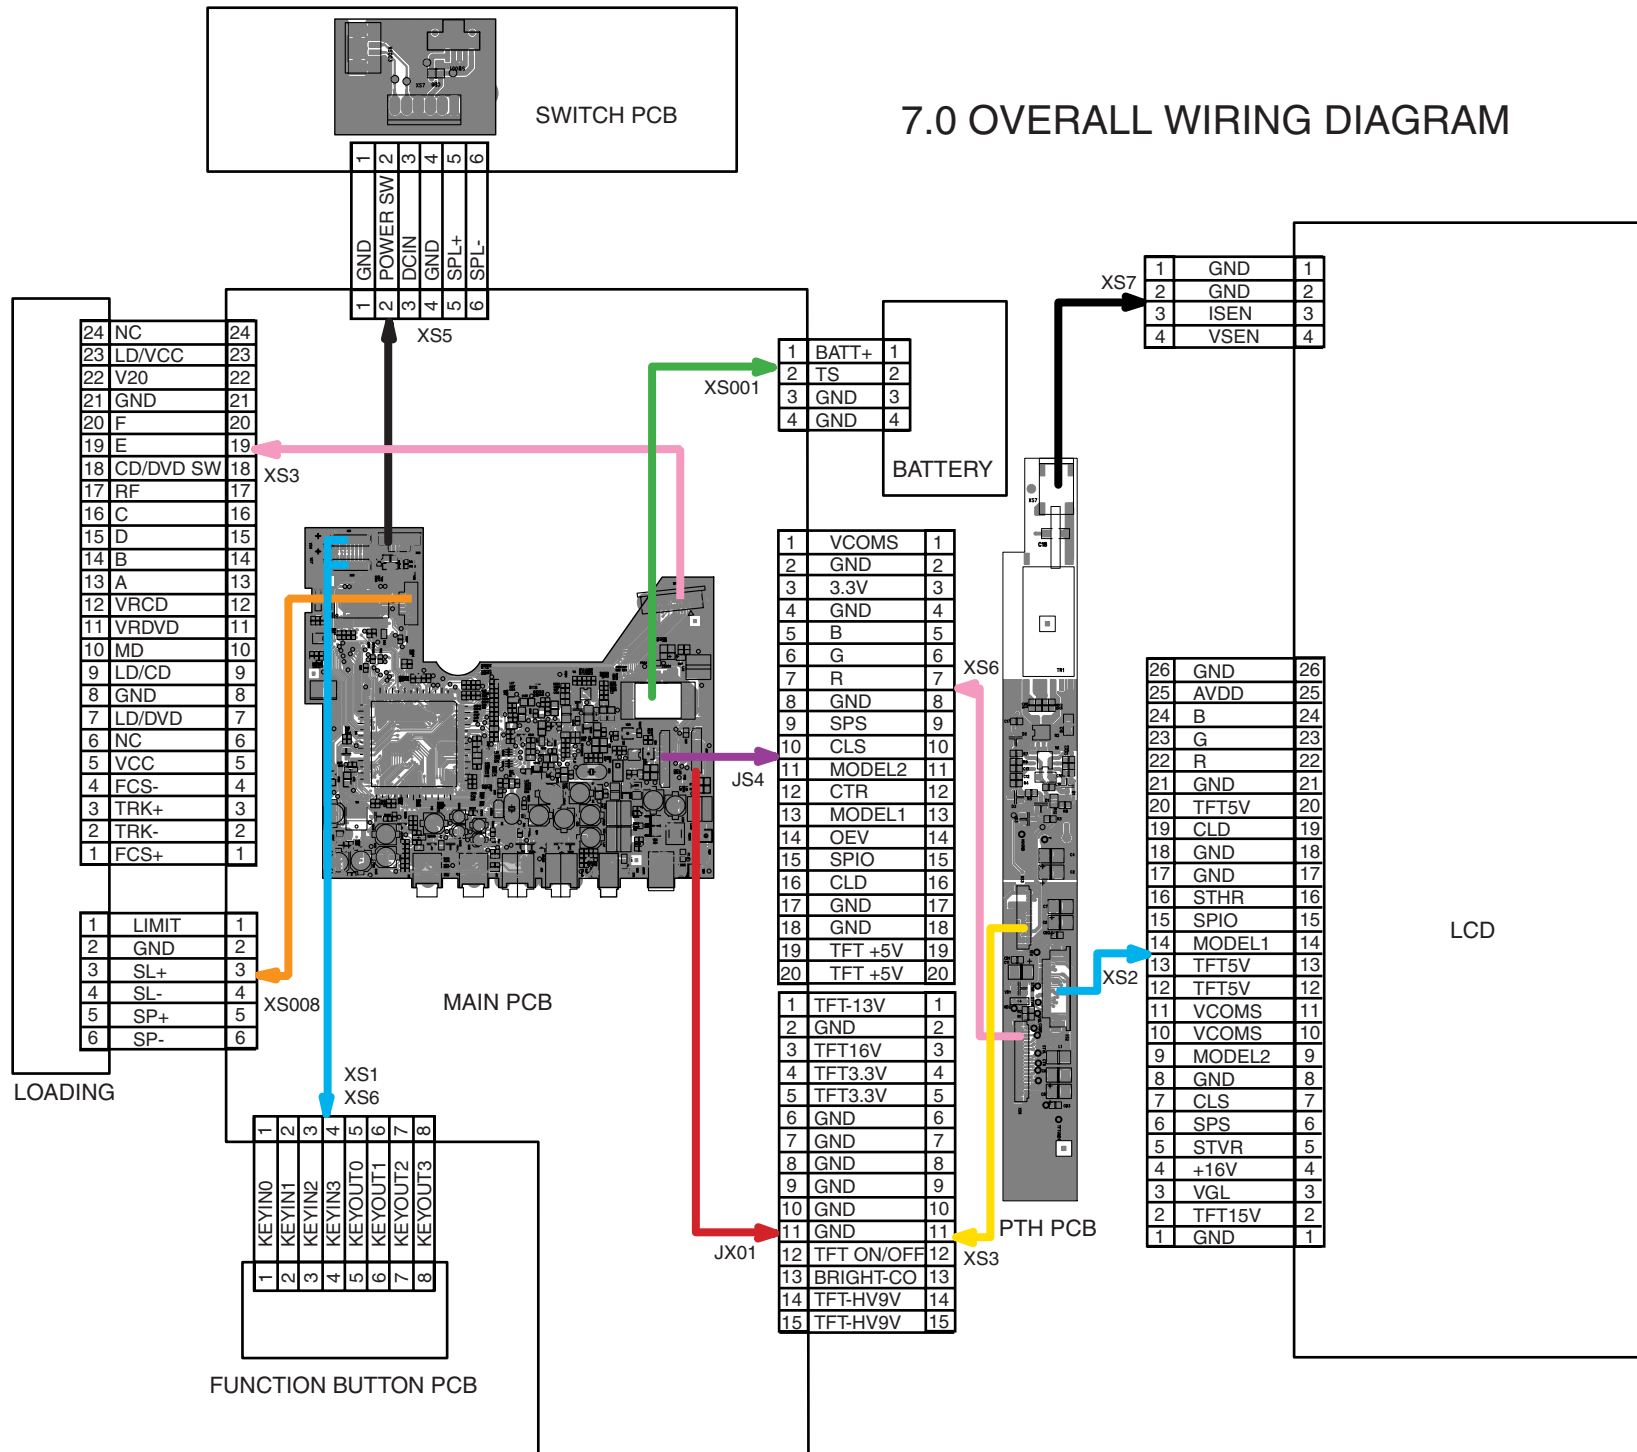 7.0 OVERALL WIRING DIAGRAM
SWITCH PCB
1 2 3 4 5 6
GND
POWER SW
DCIN
GND
SPL+
SPL-
1 2 3 4 5 6
XS5
24 NC 24
23 LD/VCC 23
22 V20 22
21 GND 21
20 F 20
19 E 19
18 CD/DVD SW 18
17 RF 17
16 C 16
15 D 15
14 B 14
13 A 13
12 VRCD 12
11 VRDVD 11
10 MD 10
9 LD/CD 9
8 GND 8
7 LD/DVD 7
6 NC 6
5 VCC 5
4 FCS- 4
3 TRK+ 3
2 TRK- 2
1 FCS+ 1
XS3
1 LIMIT 1
2 GND 2
3 SL+ 3
4 SL- 4
5 SP+ 5
6 SP- 6
XS008
LOADING
MAIN PCB
XS1
XS6
1 2 3 4 5 6 7 8
KEYIN0
KEYIN1
KEYIN2
KEYIN3
KEYOUT0
KEYOUT1
KEYOUT2
KEYOUT3
1 2 3 4 5 6 7 8
FUNCTION BUTTON PCB
XS001
1 BATT+ 1
2 TS 2
3 GND 3
4 GND 4
BATTERY
1 VCOMS 1
2 GND 2
3 3.3V 3
4 GND 4
5 B 5
6 G 6
7 R 7
8 GND 8
9 SPS 9
10 CLS 10
11 MODEL2 11
12 CTR 12
13 MODEL1 13
14 OEV 14
15 SPIO 15
16 CLD 16
17 GND 17
18 GND 18
19 TFT +5V 19
20 TFT +5V 20
JS4
XS6
1 TFT-13V 1
2 GND 2
3 TFT16V 3
4 TFT3.3V 4
5 TFT3.3V 5
6 GND 6
7 GND 7
8 GND 8
9 GND 9
10 GND 10
11 GND 11
12 TFT ON/OFF 12
13 BRIGHT-CO 13
14 TFT-HV9V 14
15 TFT-HV9V 15
JX01
XS3
PTH PCB
XS7
1 GND 1
2 GND 2
3 ISEN 3
4 VSEN 4
XS2
26 GND 26
25 AVDD 25
24 B 24
23 G 23
22 R 22
21 GND 21
20 TFT5V 20
19 CLD 19
18 GND 18
17 GND 17
16 STHR 16
15 SPIO 15
14 MODEL1 14
13 TFT5V 13
12 TFT5V 12
11 VCOMS 11
10 VCOMS 10
9 MODEL2 9
8 GND 8
7 CLS 7
6 SPS 6
5 STVR 5
4 +16V 4
3 VGL 3
2 TFT15V 2
1 GND 1
LCD